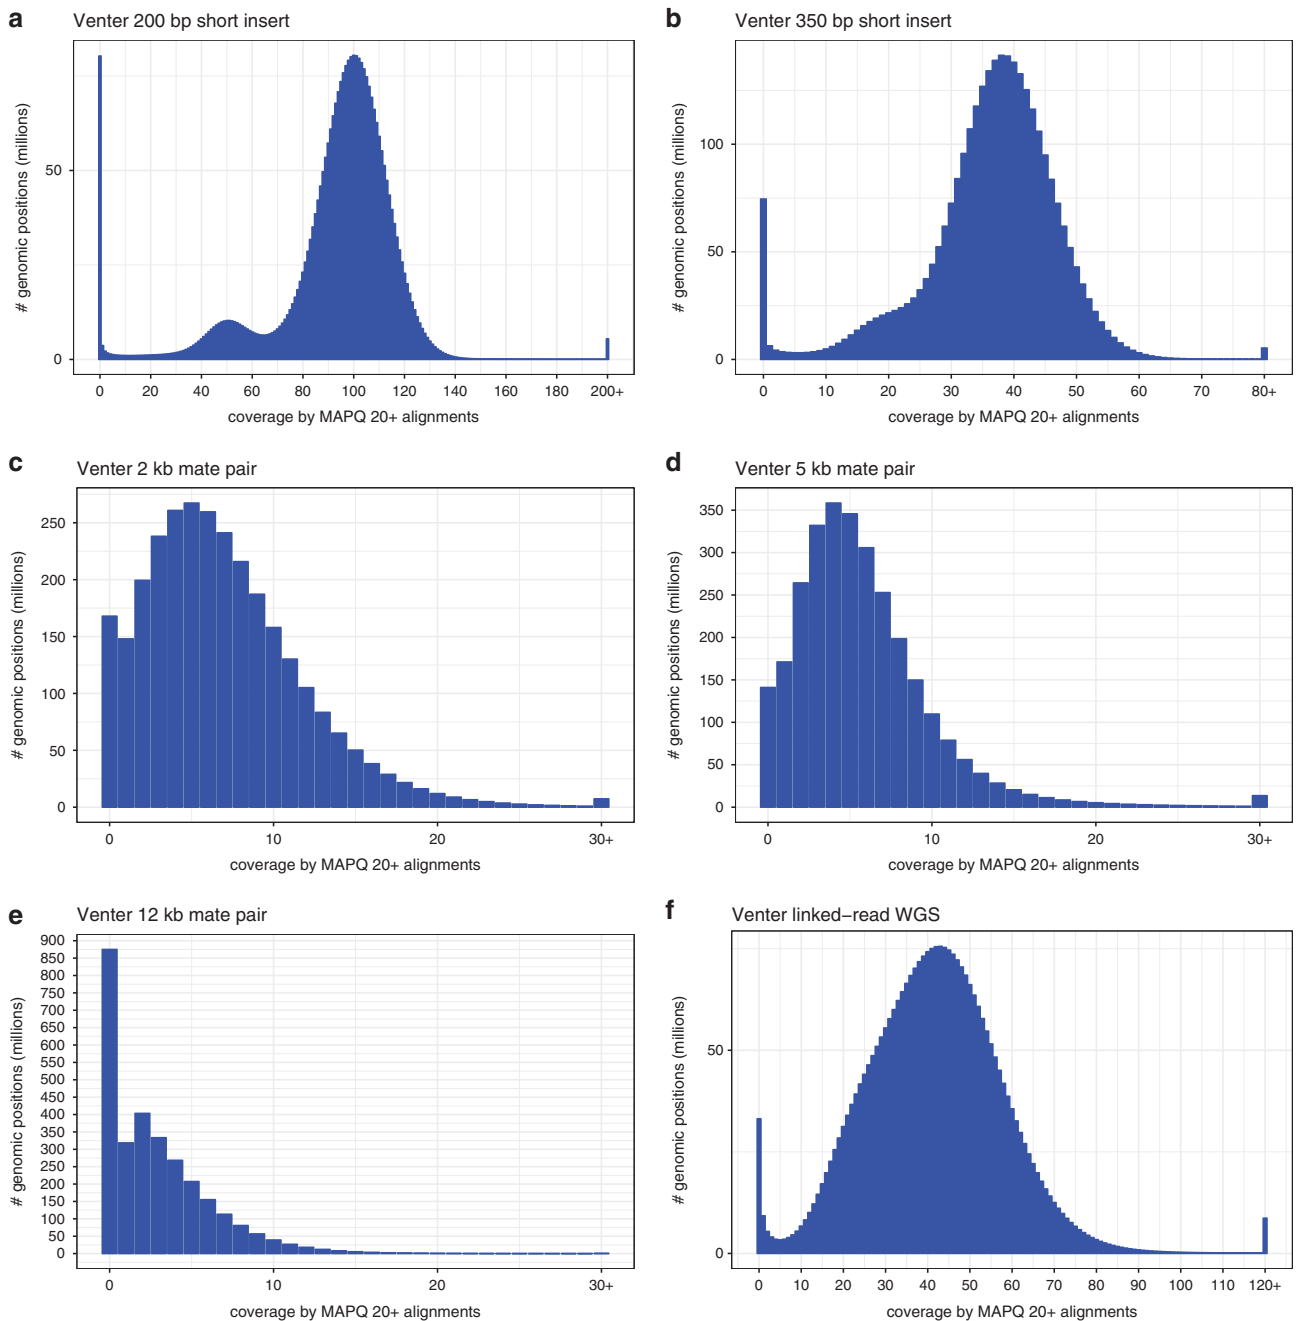 a Venter 200 bp short insert
# genomic positions (millions)
50
0
0 20 40 60 80 100 120 140 160 180 200+
coverage by MAPQ 20+ alignments
b Venter 350 bp short insert
# genomic positions (millions)
100
50
0
0 10 20 30 40 50 60 70 80+
coverage by MAPQ 20+ alignments
c Venter 2 kb mate pair
# genomic positions (millions)
250
200
150
100
50
0
0 10 20 30+
coverage by MAPQ 20+ alignments
d Venter 5 kb mate pair
# genomic positions (millions)
350
300
250
200
150
100
50
0
0 10 20 30+
coverage by MAPQ 20+ alignments
e Venter 12 kb mate pair
# genomic positions (millions)
900
850
800
750
700
650
600
550
500
450
400
350
300
250
200
150
100
50
0
0 10 20 30+
coverage by MAPQ 20+ alignments
f Venter linked−read WGS
# genomic positions (millions)
50
0
0 10 20 30 40 50 60 70 80 90 100 110 120+
coverage by MAPQ 20+ alignments